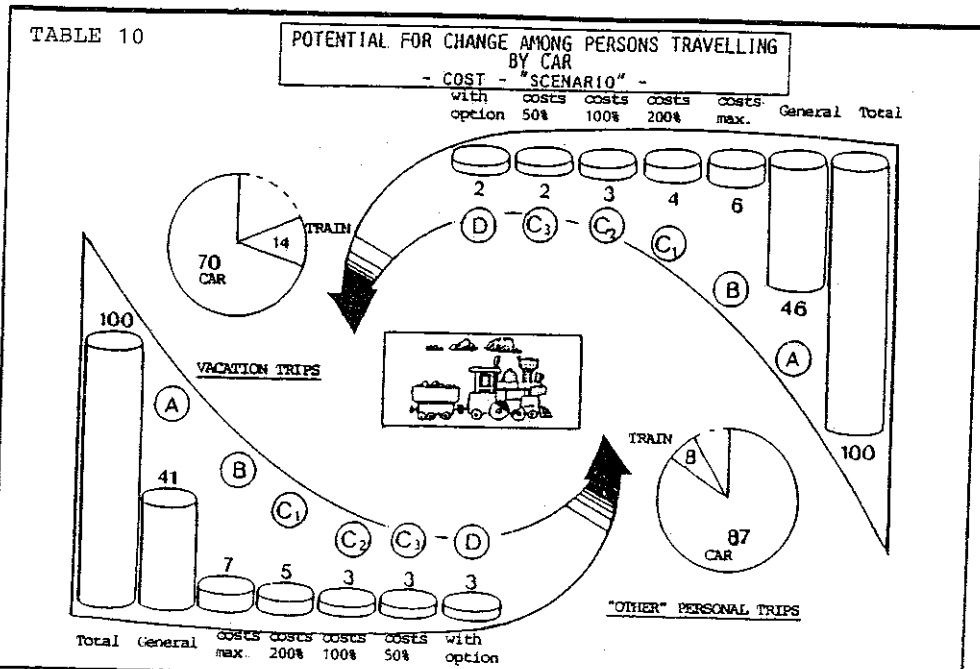 TABLE 10
POTENTIAL FOR CHANGE AMONG PERSONS TRAVELLING
BY CAR
- COST - "SCENARIO" -
with option costs 50% costs 100% costs 200% costs max. General Total
2 2 3 4 6 46 100
D C3 C2 C1 B A
TRAIN
14
70
CAR
VACATION TRIPS
100
41
7 5 3 3 3
A B C1 C2 C3 D
Total General costs max. costs 200% costs 100% costs 50% with option
TRAIN
8
87
CAR
"OTHER" PERSONAL TRIPS